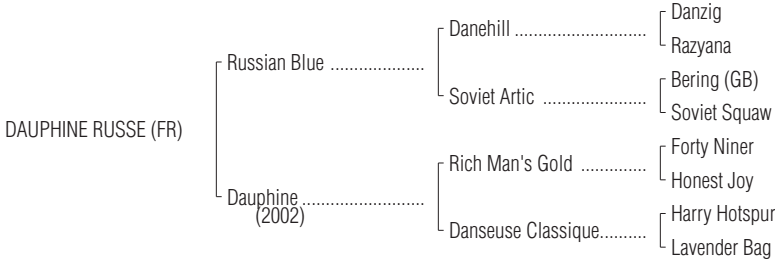 Danzig
Danehill ............................
Razyana
Russian Blue ....................
Bering (GB)
Soviet Artic ......................
Soviet Squaw
DAUPHINE RUSSE (FR)
Forty Niner
Rich Man's Gold ..............
Honest Joy
Dauphine..........................
(2002)
Harry Hotspur
Danseuse Classique..........
Lavender Bag